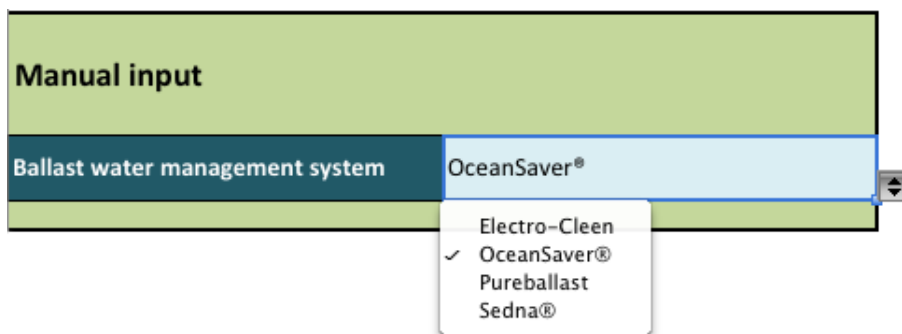 Manual input
Ballast water management system OceanSaver®
Electro-Cleen
✓ OceanSaver®
Pureballast
Sedna®